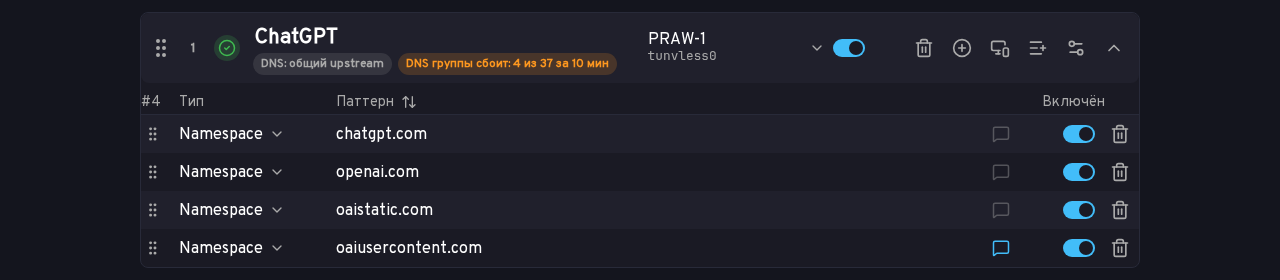 1 ChatGPT PRAW-1
DNS: общий upstream DNS группы сбоит: 4 из 37 за 10 мин tunvless0
#4 Тип Паттерн Включён
Namespace chatgpt.com
Namespace openai.com
Namespace oaistatic.com
Namespace oaiusercontent.com